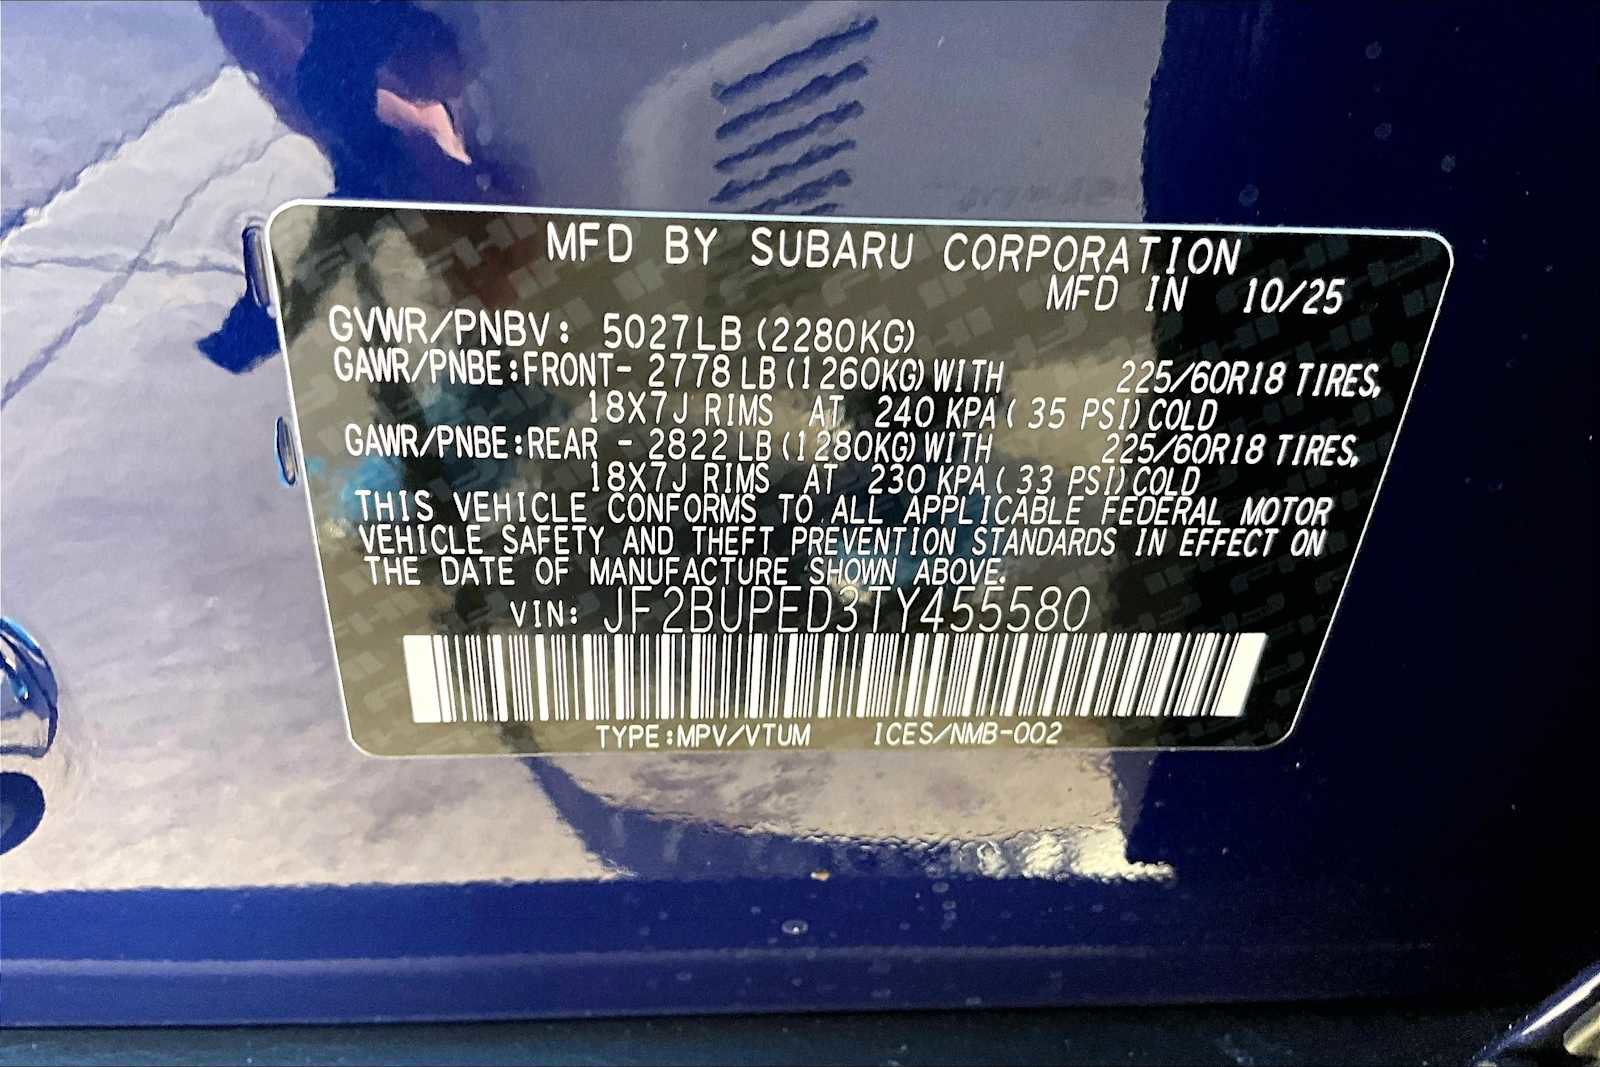 MFD BY SUBARU CORPORATION
MFD IN 10/25
GVWR/PNBV: 5027LB (2280KG)
GAWR/PNBE:FRONT- 2778 LB (1260KG) WITH 225/60R18 TIRES,
18X7J RIMS AT 240 KPA ( 35 PSI) COLD
GAWR/PNBE:REAR - 2822 LB (1280KG) WITH 225/60R18 TIRES,
18X7J RIMS AT 230 KPA ( 33 PSI) COLD
THIS VEHICLE CONFORMS TO ALL APPLICABLE FEDERAL MOTOR
VEHICLE SAFETY AND THEFT PREVENTION STANDARDS IN EFFECT ON
THE DATE OF MANUFACTURE SHOWN ABOVE.
VIN: JF2BUPED3TY455580
TYPE:MPV/VTUM ICES/NMB-002